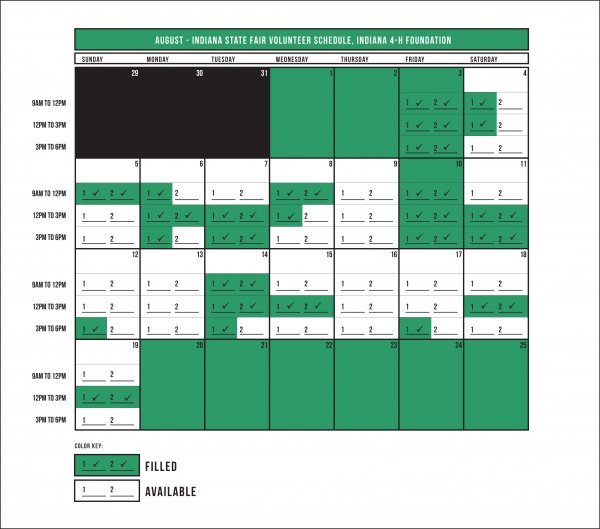 AUGUST - INDIANA STATE FAIR VOLUNTEER SCHEDULE, INDIANA 4-H FOUNDATION
SUNDAY MONDAY TUESDAY WEDNESDAY THURSDAY FRIDAY SATURDAY
29 30 31 1 2 3 4
9AM TO 12PM 1 ✓ 2 ✓ 1 ✓ 2
12PM TO 3PM 1 ✓ 2 ✓ 1 ✓ 2
3PM TO 6PM 1 ✓ 2 ✓ 1 2
5 6 7 8 9 10 11
9AM TO 12PM 1 ✓ 2 ✓ 1 ✓ 2 1 2 1 ✓ 2 ✓ 1 2 1 ✓ 2 ✓ 1 2
12PM TO 3PM 1 2 1 ✓ 2 ✓ 1 ✓ 2 ✓ 1 ✓ 2 1 2 1 ✓ 2 ✓ 1 ✓ 2 ✓
3PM TO 6PM 1 2 1 ✓ 2 1 ✓ 2 ✓ 1 2 1 2 1 ✓ 2 ✓ 1 ✓ 2 ✓
12 13 14 15 16 17 18
9AM TO 12PM 1 2 1 2 1 ✓ 2 ✓ 1 2 1 2 1 2 1 2
12PM TO 3PM 1 2 1 2 1 ✓ 2 ✓ 1 ✓ 2 ✓ 1 2 1 2 1 ✓ 2 ✓
3PM TO 6PM 1 ✓ 2 1 2 1 ✓ 2 1 2 1 2 1 ✓ 2 1 2
19 20 21 22 23 24 25
9AM TO 12PM 1 2
12PM TO 3PM 1 ✓ 2 ✓
3PM TO 6PM 1 2
COLOR KEY:
1 ✓ 2 ✓ FILLED
1 2 AVAILABLE